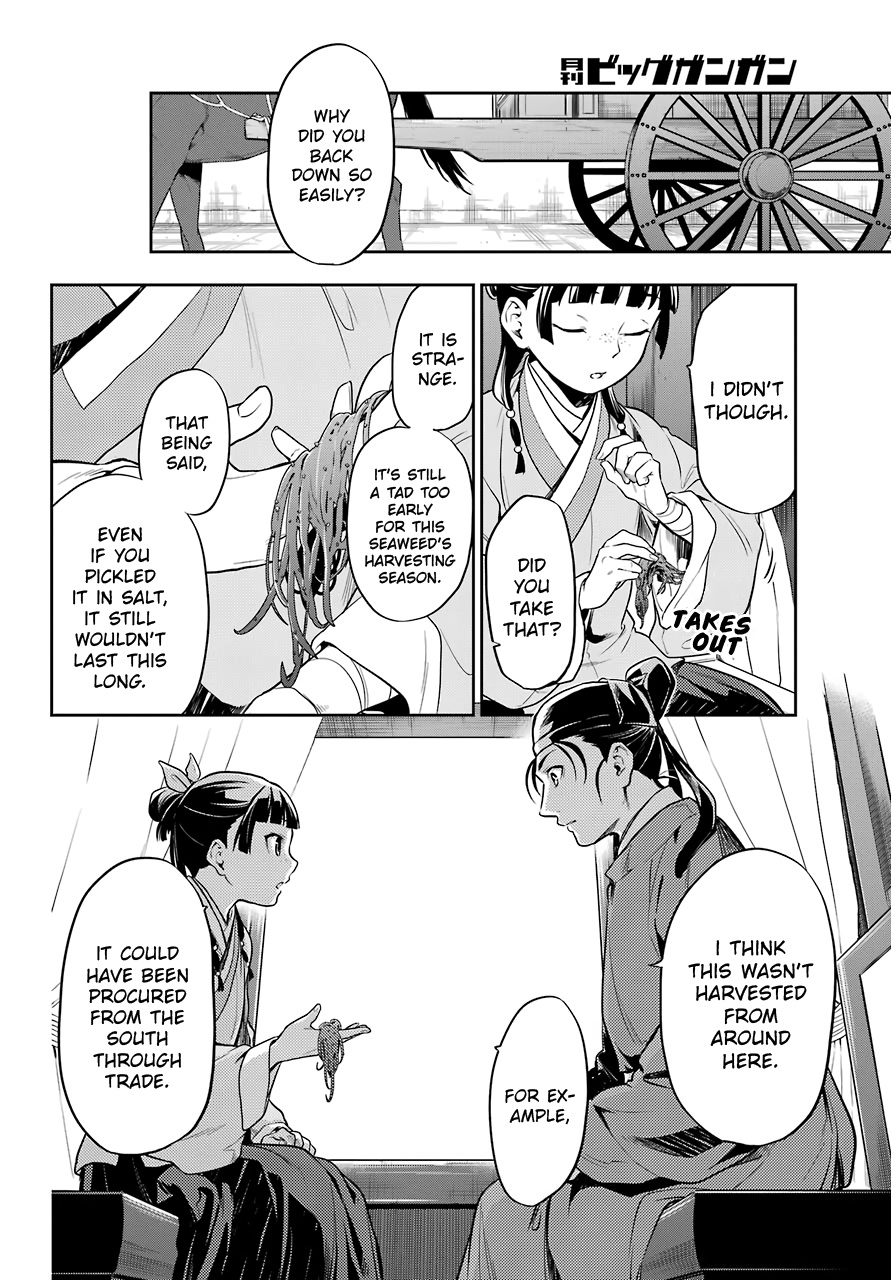 月刊ビッグガンガン
WHY
DID YOU
BACK
DOWN SO
EASILY?
I DIDN'T
THOUGH.
TAKES
OUT
DID
YOU
TAKE
THAT?
IT IS
STRA-
NGE.
IT'S STILL
A TAD TOO
EARLY
FOR THIS
SEAWEED'S
HARVESTING
SEASON.
THAT
BEING
SAID,
EVEN
IF YOU
PICKLED
IT IN SALT,
IT STILL
WOULDN'T
LAST THIS
LONG.
I THINK
THIS WASN'T
HARVESTED
FROM
AROUND
HERE.
FOR EX-
AMPLE,
IT COULD
HAVE BEEN
PROCURED
FROM THE
SOUTH
THROUGH
TRADE.